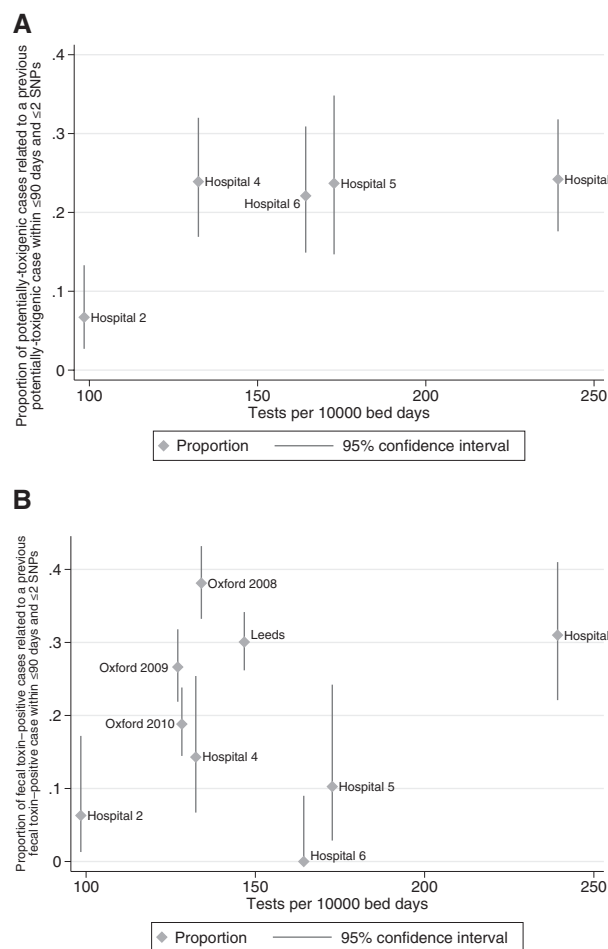 A
Proportion of potentially-toxigenic cases related to a previous
potentially-toxigenic case within ≤90 days and ≤2 SNPs
.4
.3
.2
.1
0
Hospital 4
Hospital 5
Hospital
Hospital 6
Hospital 2
100
150
200
250
Tests per 10000 bed days
Proportion
95% confidence interval
B
Proportion of fecal toxin−positive cases related to a previous
fecal toxin−positive case within ≤90 days and ≤2 SNPs
.4
.3
.2
.1
0
Oxford 2008
Leeds
Hospital
Oxford 2009
Oxford 2010
Hospital 4
Hospital 5
Hospital 2
Hospital 6
100
150
200
250
Tests per 10000 bed days
Proportion
95% confidence interval